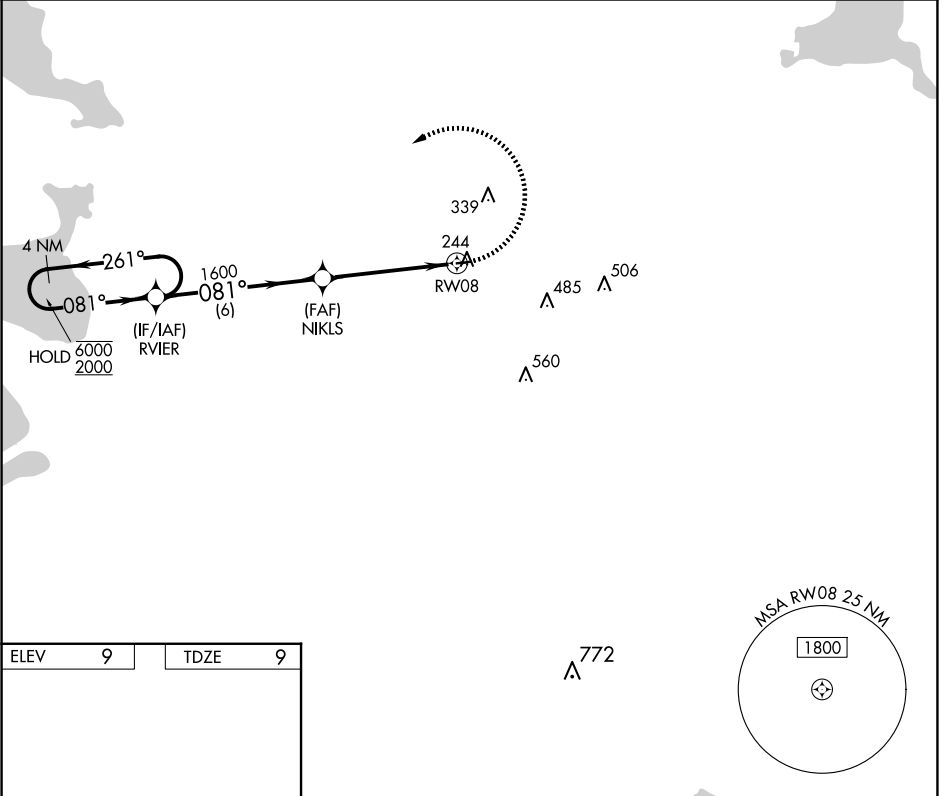 339
244
RW08
4 NM
261°
1600
081°
081°
(6)
(IF/IAF)
RVIER
(FAF)
NIKLS
HOLD 6000
2000
485
506
560
772
MSA RW08 25 NM
1800
ELEV 9
TDZE 9